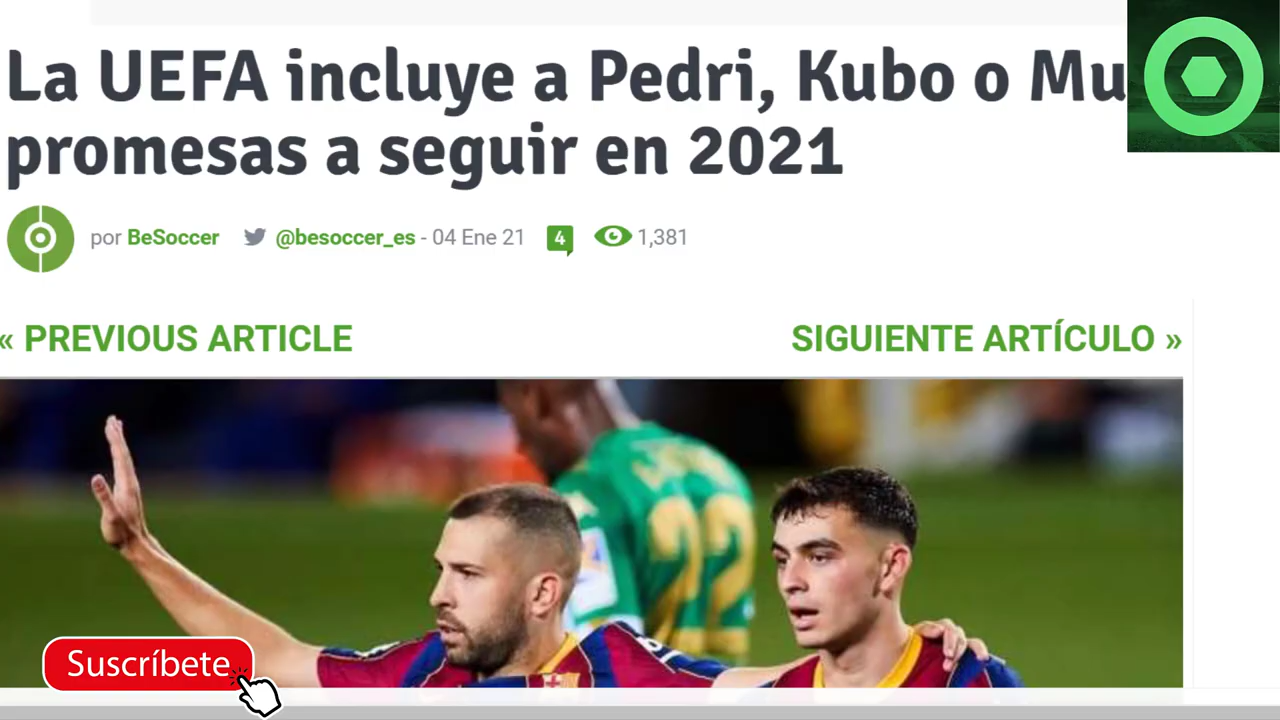 La UEFA incluye a Pedri, Kubo o Mu
promesas a seguir en 2021
por BeSoccer @besoccer_es - 04 Ene 21 4 1,381
« PREVIOUS ARTICLE SIGUIENTE ARTÍCULO »
22
Suscríbete